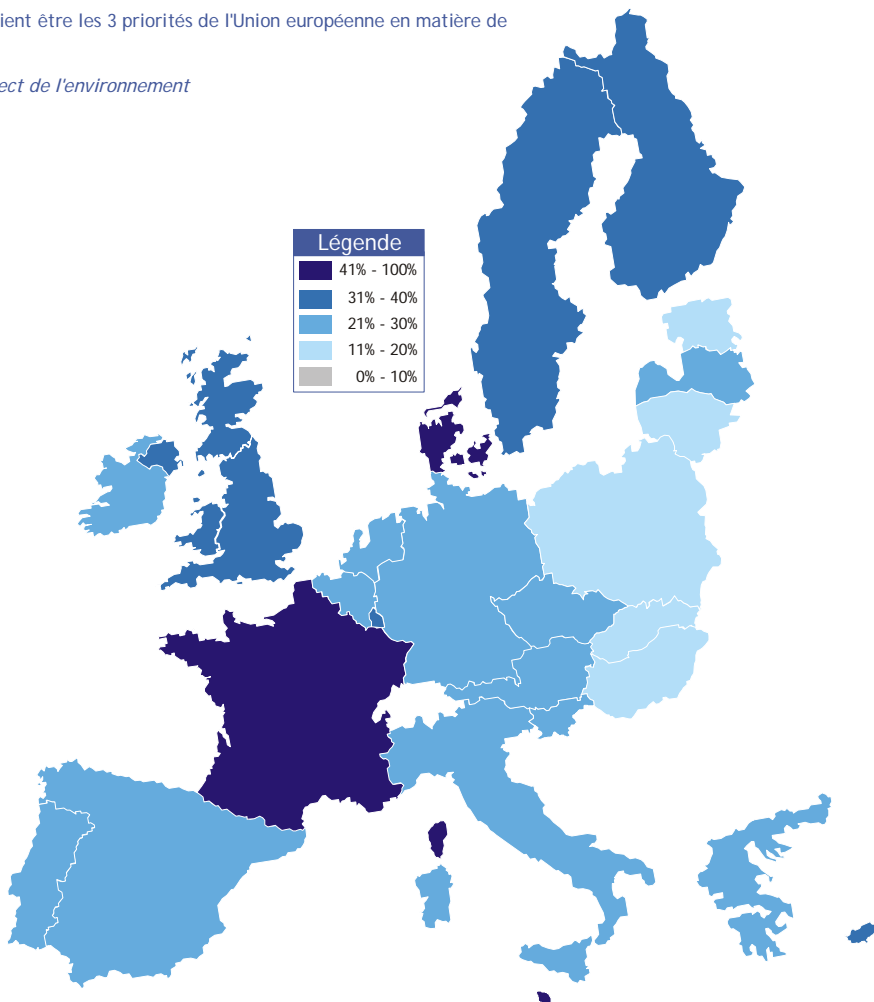 ient être les 3 priorités de l'Union européenne en matière de
ect de l'environnement
Légende
41% - 100%
31% - 40%
21% - 30%
11% - 20%
0% - 10%